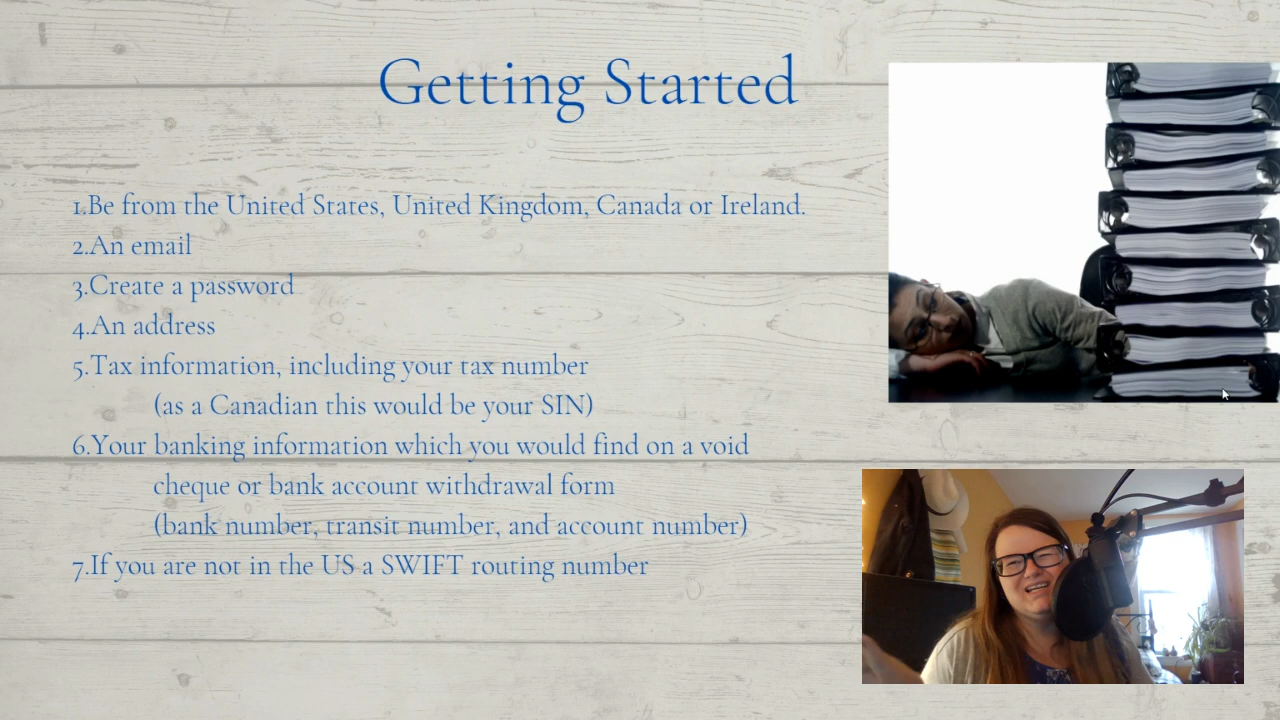 Getting Started
1.Be from the United States, United Kingdom, Canada or Ireland.
2.An email
3.Create a password
4.An address
5.Tax information, including your tax number
(as a Canadian this would be your SIN)
6.Your banking information which you would find on a void
cheque or bank account withdrawal form
(bank number, transit number, and account number)
7.If you are not in the US a SWIFT routing number